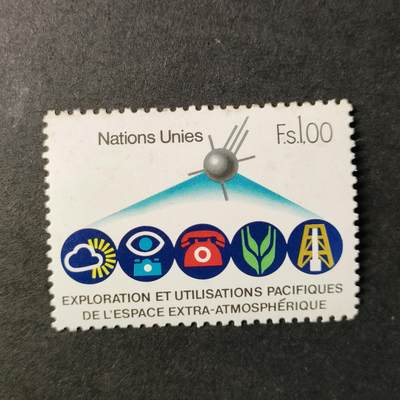 Nations Unies
F.s.1,00
EXPLORATION ET UTILISATIONS PACIFIQUES
DE L'ESPACE EXTRA-ATMOSPHÉRIQUE